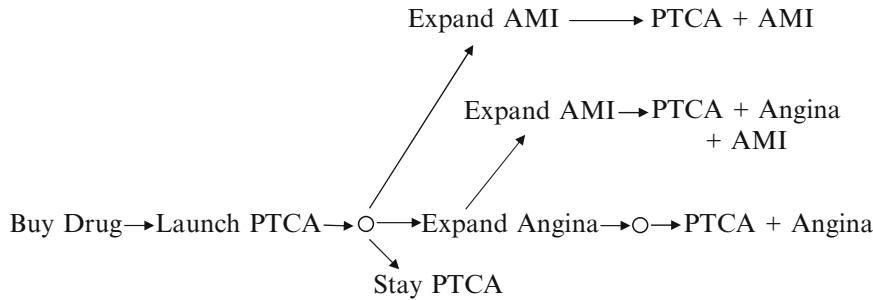 Expand AMI PTCA + AMI
Expand AMI PTCA + Angina
+ AMI
Buy Drug Launch PTCA Expand Angina PTCA + Angina
Stay PTCA